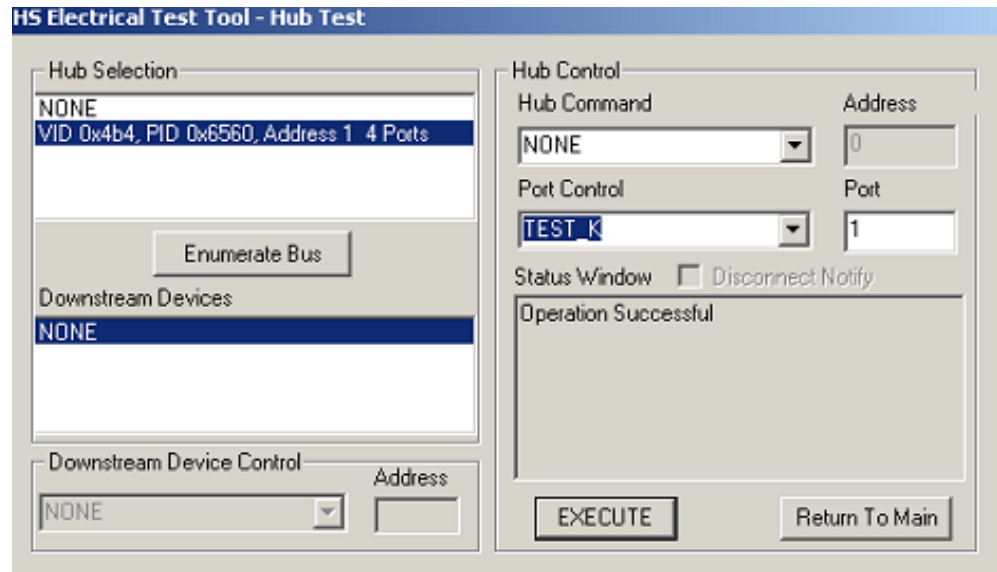 HS Electrical Test Tool - Hub Test
Hub Selection
NONE
VID 0x4b4, PID 0x6560, Address 1 4 Ports
Enumerate Bus
Downstream Devices
NONE
Downstream Device Control
Address
NONE
Hub Control
Hub Command
Address
NONE
0
Port Control
Port
TEST_K
1
Status Window
Disconnect Notify
Operation Successful
EXECUTE
Return To Main